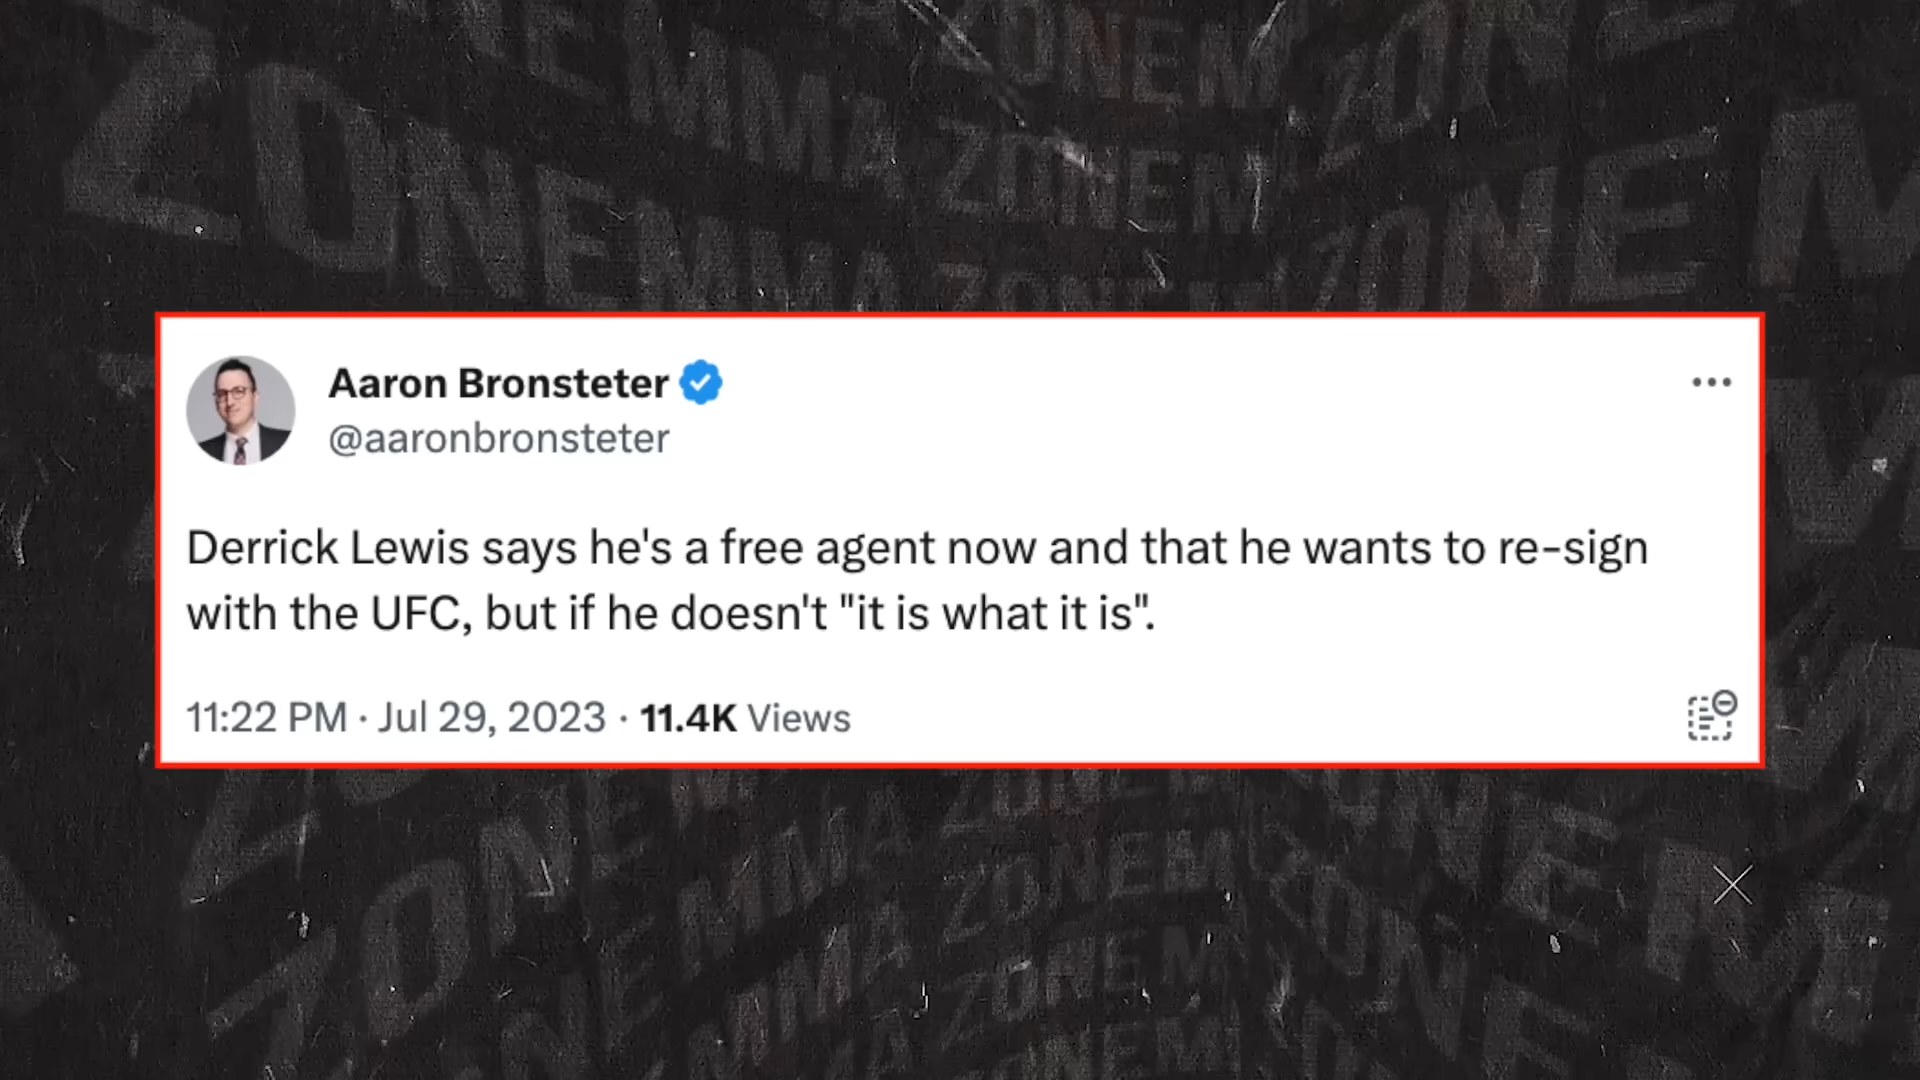 Aaron Bronsteter
@aaronbronsteter
Derrick Lewis says he's a free agent now and that he wants to re-sign
with the UFC, but if he doesn't "it is what it is".
11:22 PM · Jul 29, 2023 · 11.4K Views